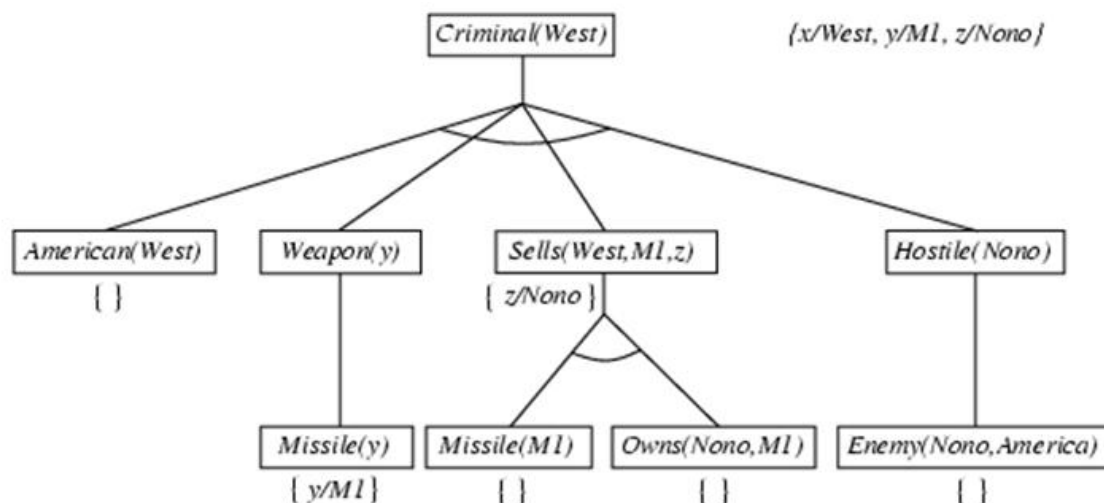 Criminal(West)
{x/West, y/M1, z/Nono}
American(West)
Weapon(y)
Sells(West,M1,z)
Hostile(Nono)
{ }
{ z/Nono }
Missile(y)
Missile(M1)
Owns(Nono,M1)
Enemy(Nono,America)
{ y/M1}
{ }
{ }
{ }